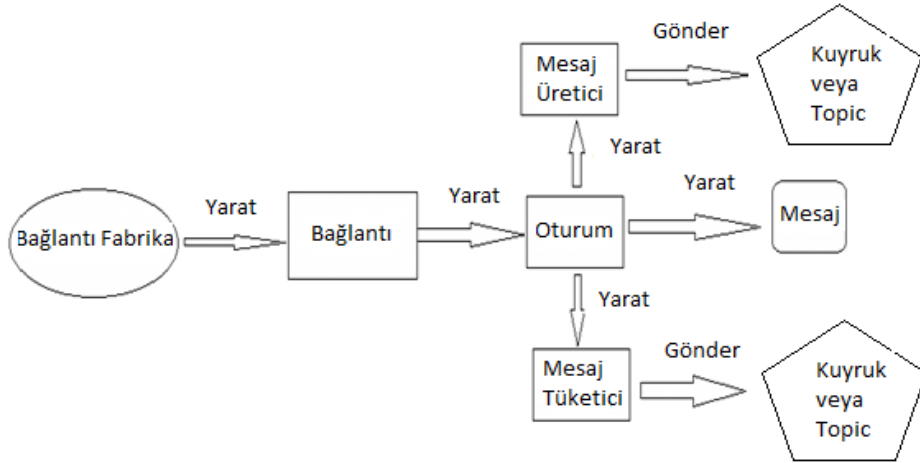 Gönder
Mesaj
Üretici
Kuyruk
veya
Topic
Yarat
Yarat
Yarat
Yarat
Bağlantı Fabrika
Bağlantı
Oturum
Mesaj
Yarat
Gönder
Mesaj
Tüketici
Kuyruk
veya
Topic